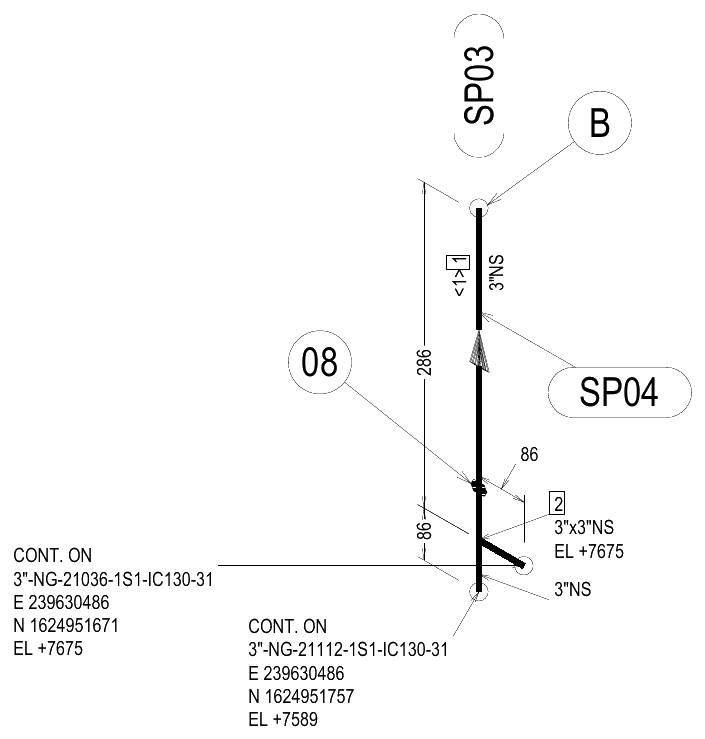 SP03
B
<1> 1
3"NS
286
08
SP04
86
2
3"x3"NS
EL +7675
86
3"NS
CONT. ON
3"-NG-21036-1S1-IC130-31
E 239630486
N 1624951671
EL +7675
CONT. ON
3"-NG-21112-1S1-IC130-31
E 239630486
N 1624951757
EL +7589